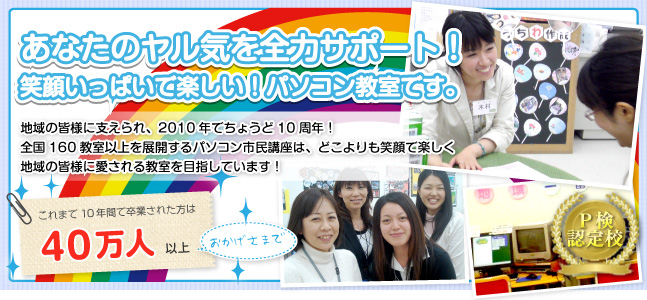 あなたのヤル気を全力サポート！
笑顔いっぱいで楽しい！パソコン教室です。
地域の皆様に支えられ、2010年でちょうど10周年！
全国160教室以上を展開するパソコン市民講座は、どこよりも笑顔で楽しく
地域の皆様に愛される教室を目指しています！
これまで10年間で卒業された方は
40万人 以上
おかげさまで
うちわ作成
木村
P検
認定校